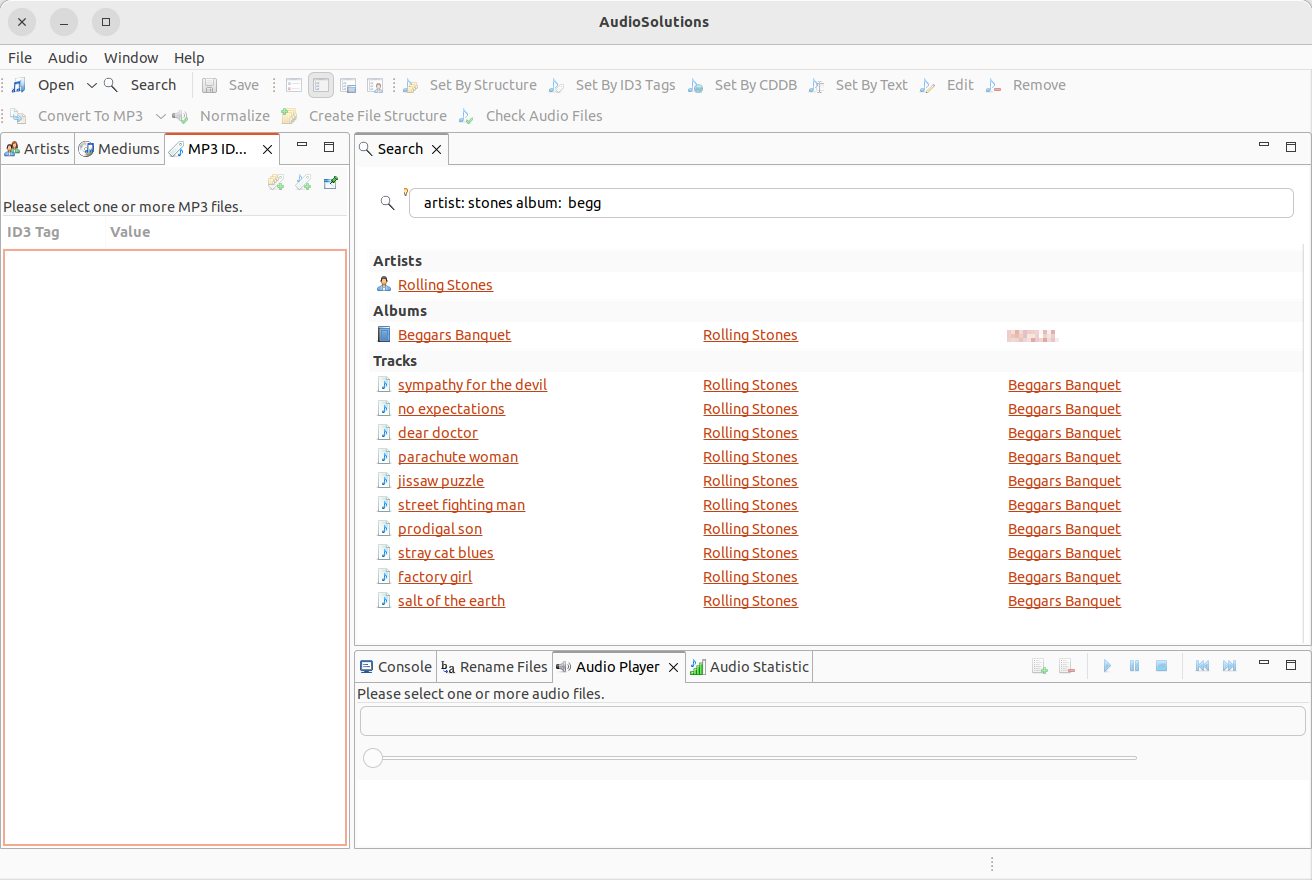 AudioSolutions
File Audio Window Help
Open Search Save Set By Structure Set By ID3 Tags Set By CDDB Set By Text Edit Remove
Convert To MP3 Normalize Create File Structure Check Audio Files
Artists Mediums MP3 ID...
Please select one or more MP3 files.
ID3 Tag Value
Search
artist: stones album:  begg
Artists
Rolling Stones
Albums
Beggars Banquet Rolling Stones
Tracks
sympathy for the devil Rolling Stones Beggars Banquet
no expectations Rolling Stones Beggars Banquet
dear doctor Rolling Stones Beggars Banquet
parachute woman Rolling Stones Beggars Banquet
jissaw puzzle Rolling Stones Beggars Banquet
street fighting man Rolling Stones Beggars Banquet
prodigal son Rolling Stones Beggars Banquet
stray cat blues Rolling Stones Beggars Banquet
factory girl Rolling Stones Beggars Banquet
salt of the earth Rolling Stones Beggars Banquet
Console Rename Files Audio Player Audio Statistic
Please select one or more audio files.